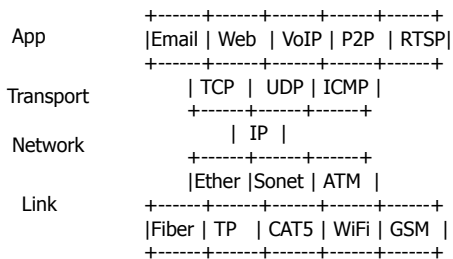 +------+------+------+------+------+
App
|Email | Web | VoIP | P2P | RTSP|
+------+------+------+------+------+
| TCP | UDP | ICMP |
Transport
+------+------+------+
| IP |
Network
+------+------+------+
|Ether |Sonet | ATM |
Link
+------+------+------+------+------+
|Fiber | TP | CAT5 | WiFi | GSM |
+------+------+------+------+------+